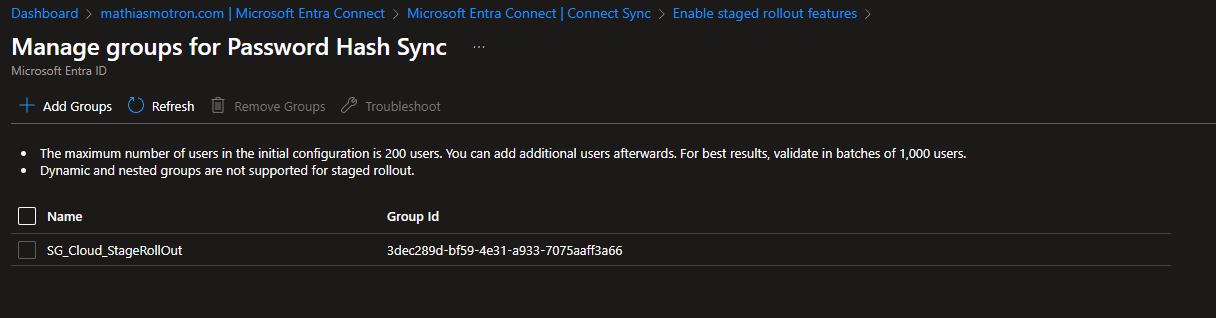 Dashboard > mathiasmotron.com | Microsoft Entra Connect > Microsoft Entra Connect | Connect Sync > Enable staged rollout features >
Manage groups for Password Hash Sync ...
Microsoft Entra ID
Add Groups Refresh Remove Groups Troubleshoot
• The maximum number of users in the initial configuration is 200 users. You can add additional users afterwards. For best results, validate in batches of 1,000 users.
• Dynamic and nested groups are not supported for staged rollout.
Name Group Id
SG_Cloud_StageRollOut 3dec289d-bf59-4e31-a933-7075aaff3a66